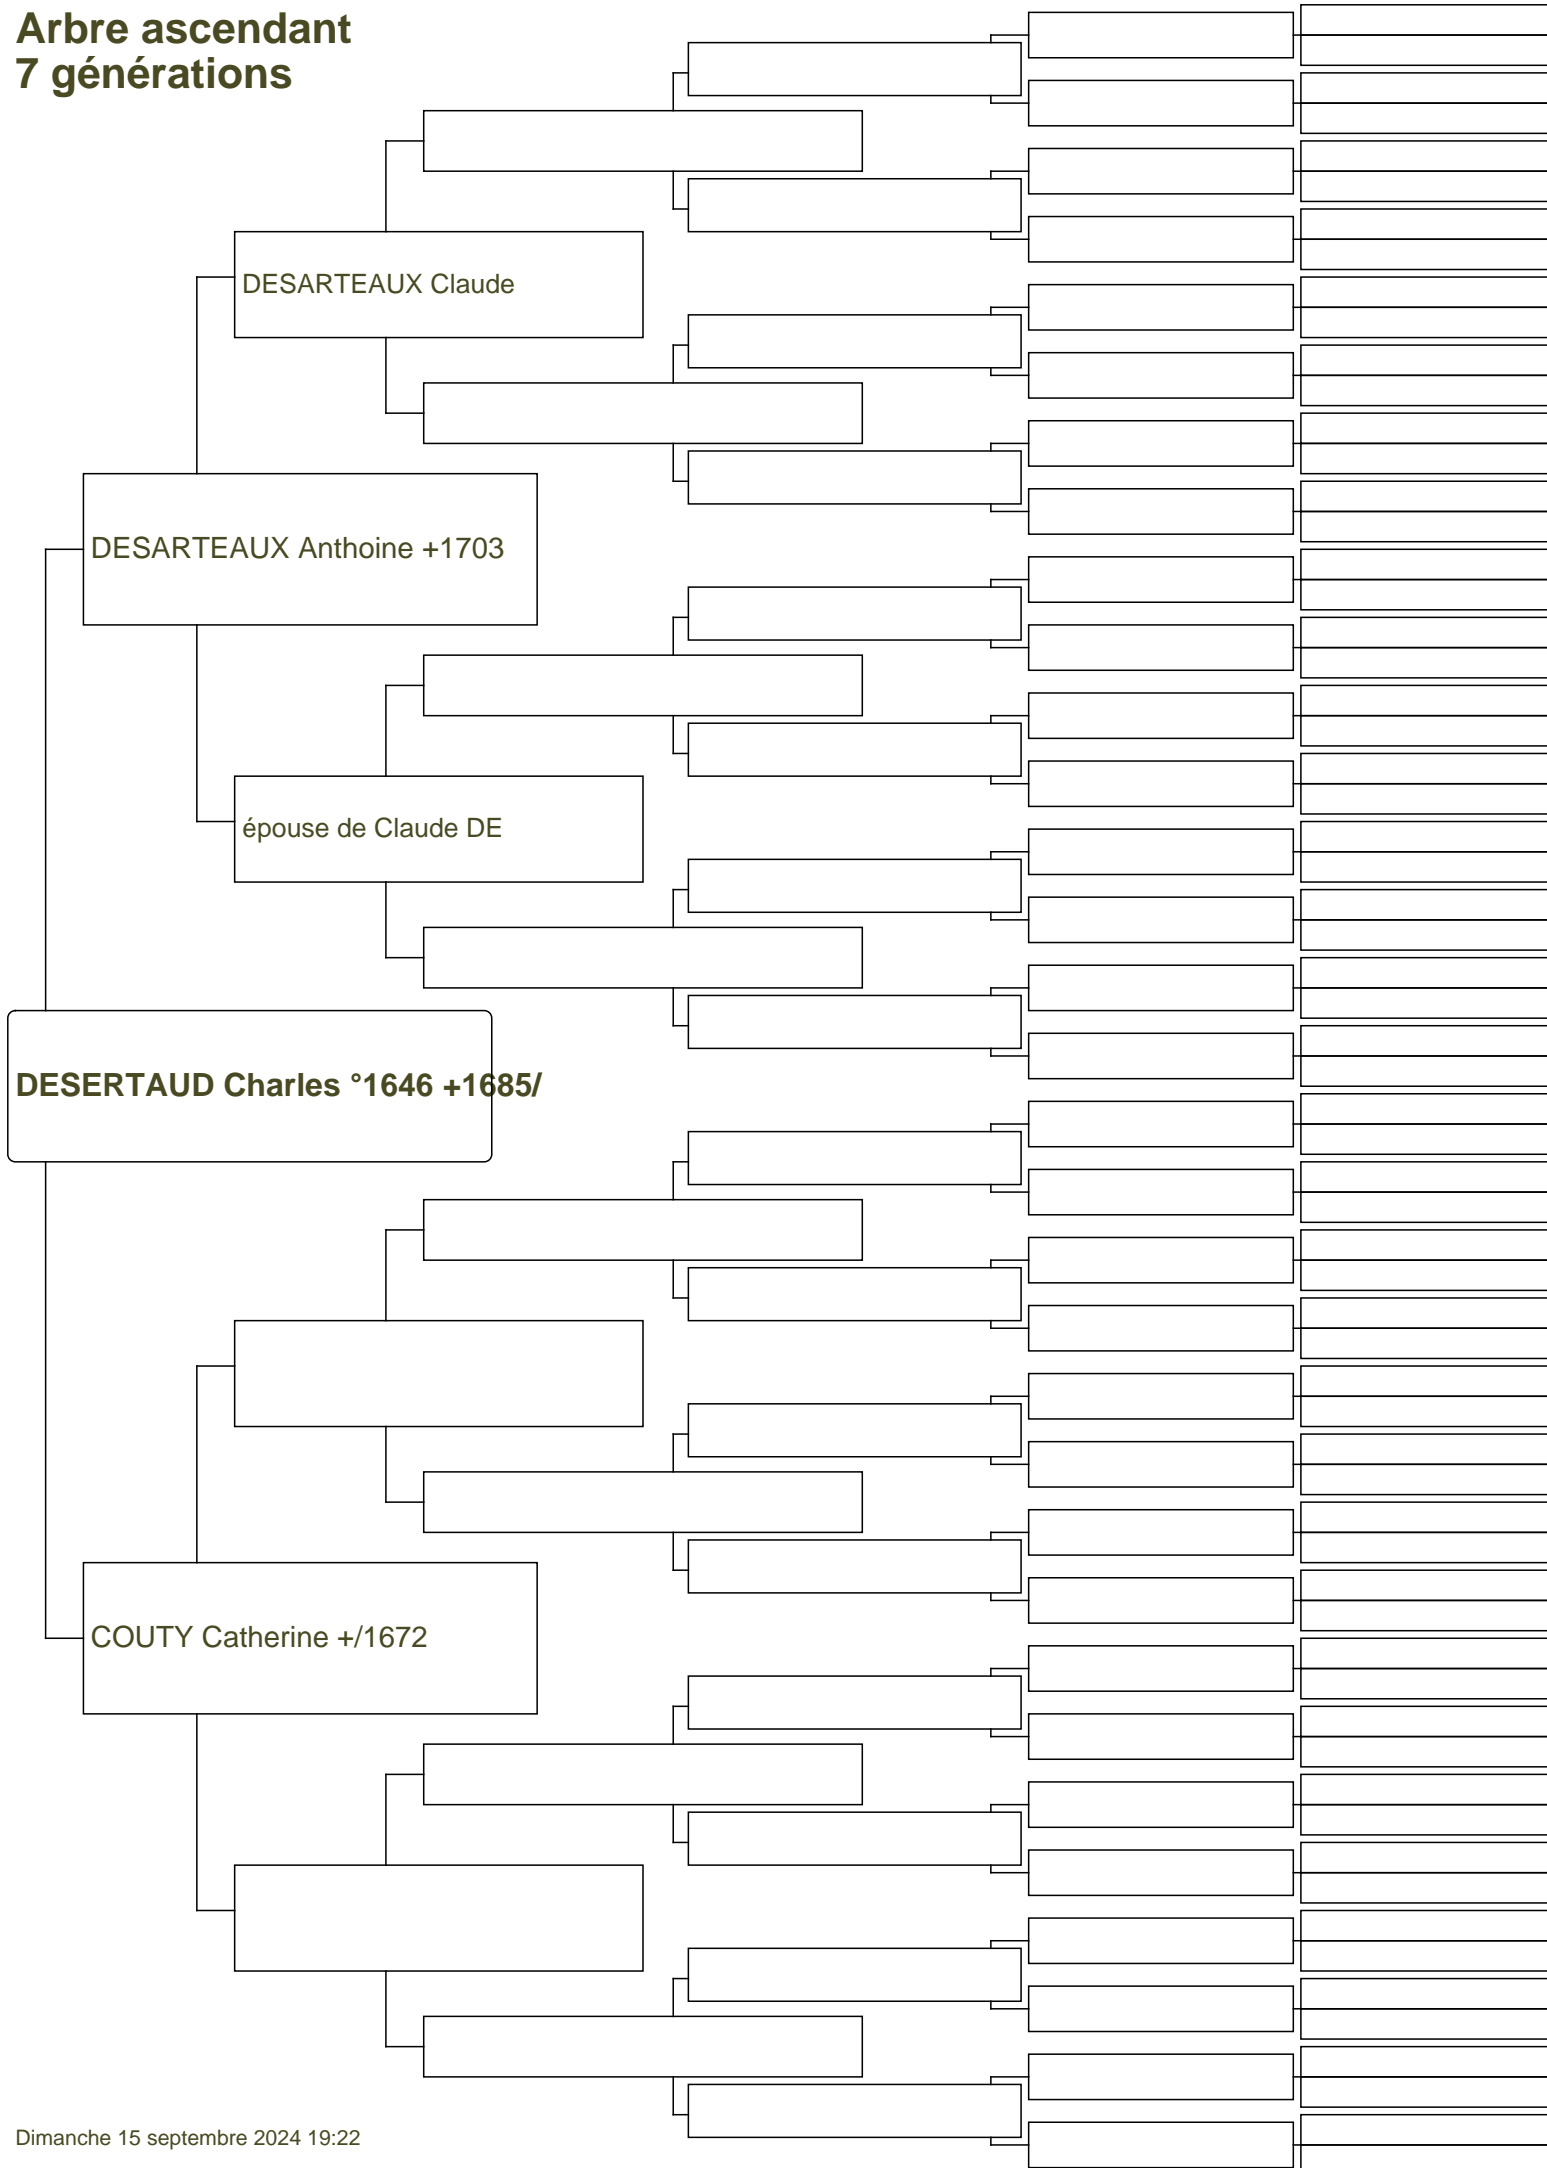 Arbre ascendant
7 générations
DESARTEAUX Claude
DESARTEAUX Anthoine +1703
épouse de Claude DE
DESERTAUD Charles °1646 +1685/
COUTY Catherine +/1672
Dimanche 15 septembre 2024 19:22